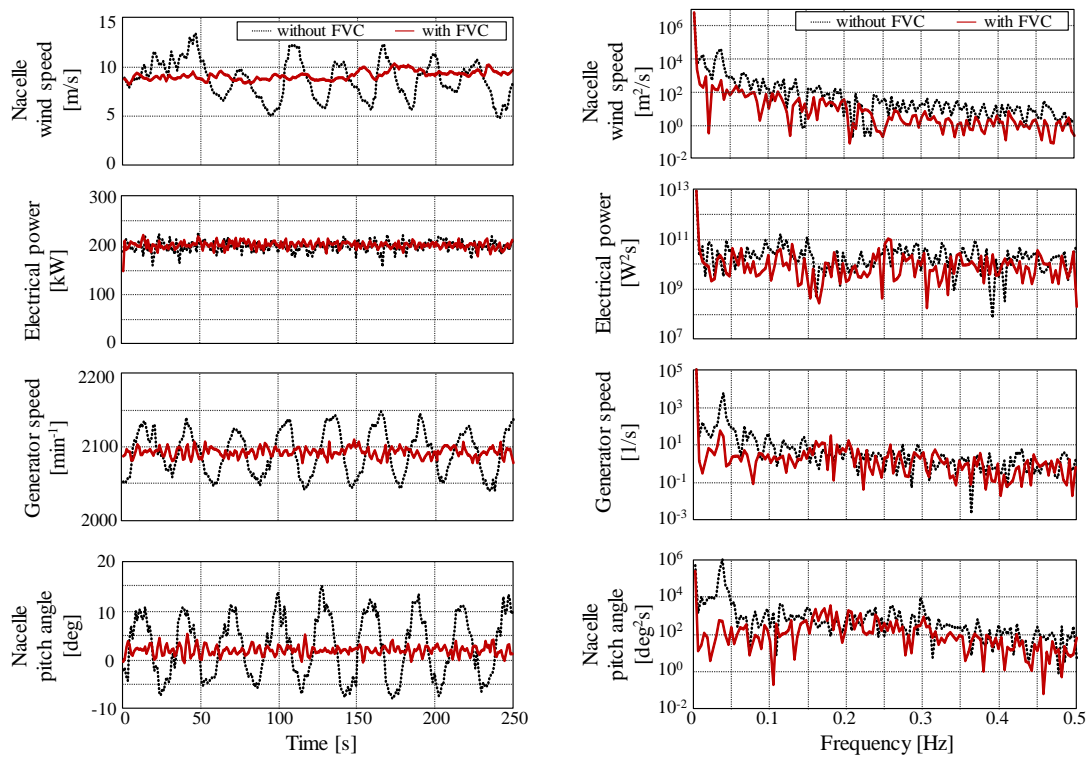 without FVC with FVC
Nacelle
wind speed
[m/s]
15
10
5
0
Electrical power
[kW]
300
200
100
0
Generator speed
[min-1]
2200
2100
2000
Nacelle
pitch angle
[deg]
20
10
0
-10
0 50 100 150 200 250
Time [s]
without FVC with FVC
Nacelle
wind speed
[m²/s]
10⁶
10⁴
10²
10⁰
10⁻²
Electrical power
[W²s]
10¹³
10¹¹
10⁹
10⁷
Generator speed
[1/s]
10⁵
10³
10¹
10⁻¹
10⁻³
Nacelle
pitch angle
[deg²s]
10⁶
10⁴
10²
10⁰
10⁻²
0 0.1 0.2 0.3 0.4 0.5
Frequency [Hz]